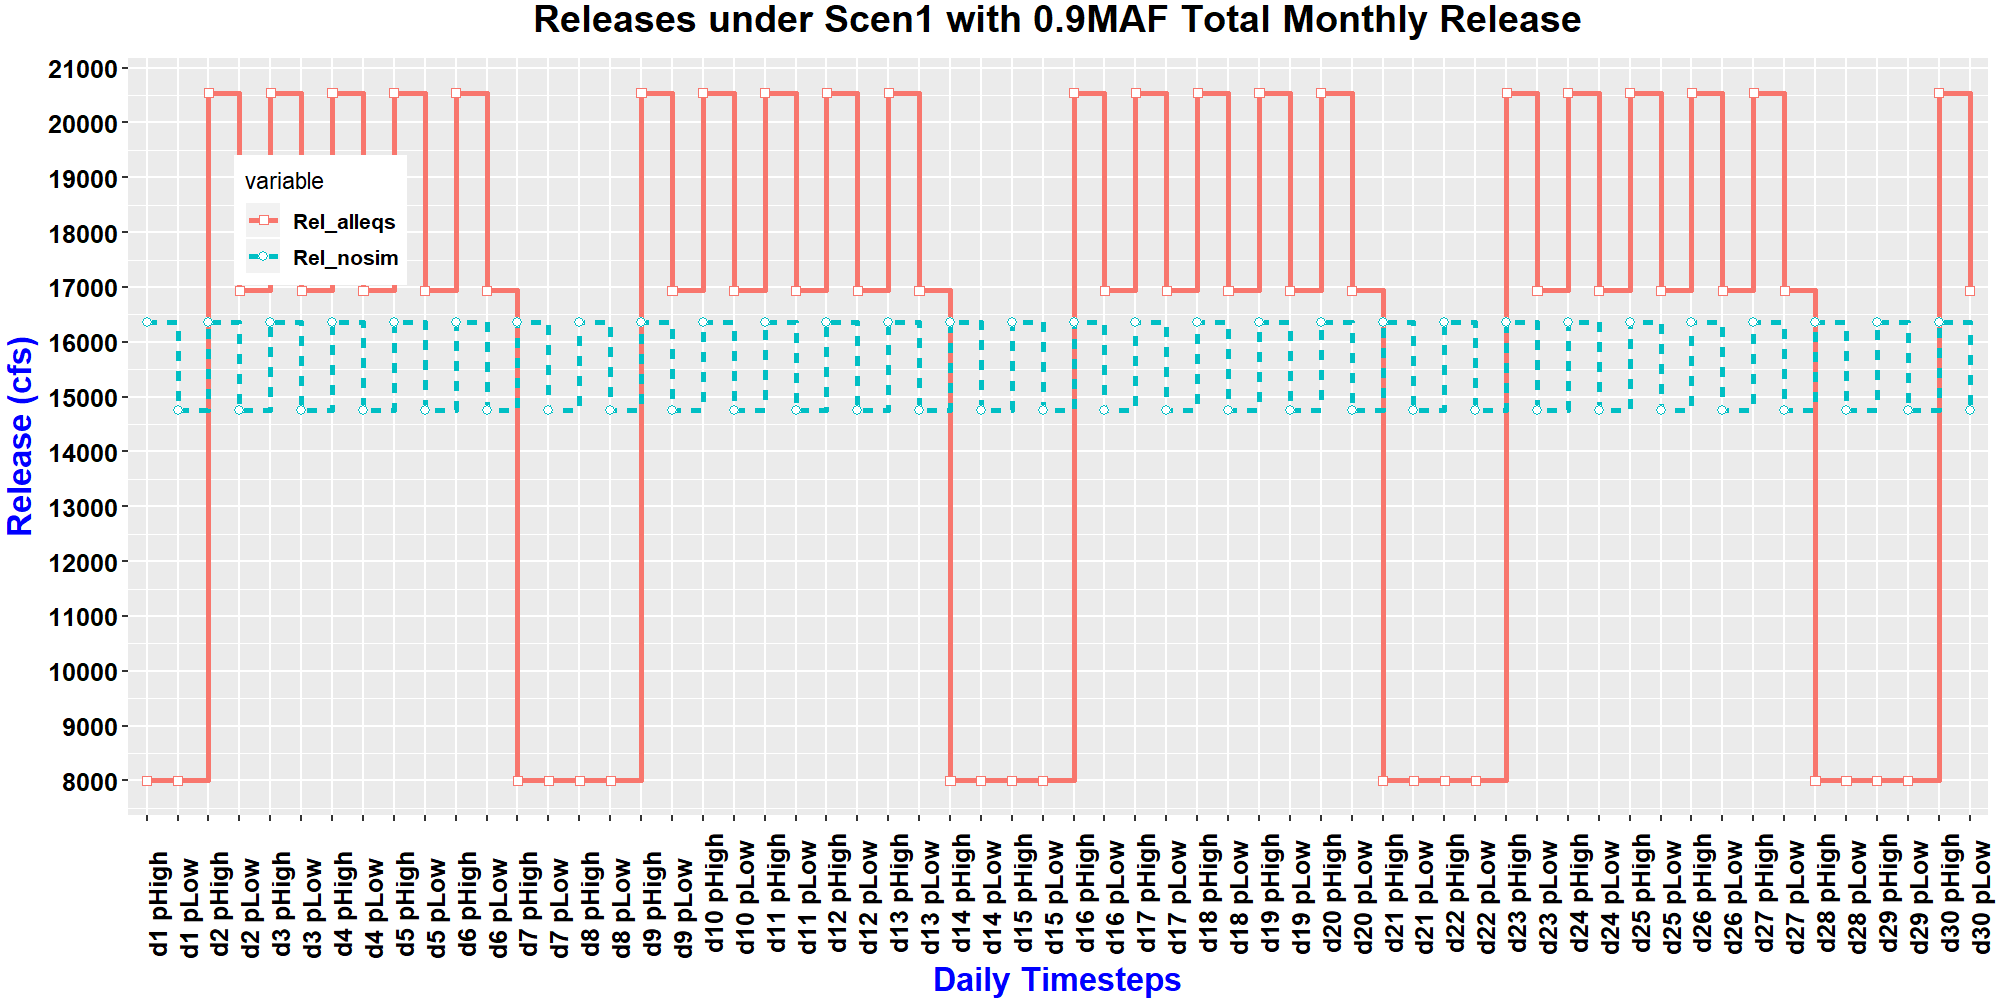 Releases under Scen1 with 0.9MAF Total Monthly Release
21000
20000
19000
18000
17000
16000
15000
14000
13000
12000
11000
10000
9000
8000
Release (cfs)
variable
Rel_alleqs
Rel_nosim
d1 pHigh
d1 pLow
d2 pHigh
d2 pLow
d3 pHigh
d3 pLow
d4 pHigh
d4 pLow
d5 pHigh
d5 pLow
d6 pHigh
d6 pLow
d7 pHigh
d7 pLow
d8 pHigh
d8 pLow
d9 pHigh
d9 pLow
d10 pHigh
d10 pLow
d11 pHigh
d11 pLow
d12 pHigh
d12 pLow
d13 pHigh
d13 pLow
d14 pHigh
d14 pLow
d15 pHigh
d15 pLow
d16 pHigh
d16 pLow
d17 pHigh
d17 pLow
d18 pHigh
d18 pLow
d19 pHigh
d19 pLow
d20 pHigh
d20 pLow
d21 pHigh
d21 pLow
d22 pHigh
d22 pLow
d23 pHigh
d23 pLow
d24 pHigh
d24 pLow
d25 pHigh
d25 pLow
d26 pHigh
d26 pLow
d27 pHigh
d27 pLow
d28 pHigh
d28 pLow
d29 pHigh
d29 pLow
d30 pHigh
d30 pLow
Daily Timesteps